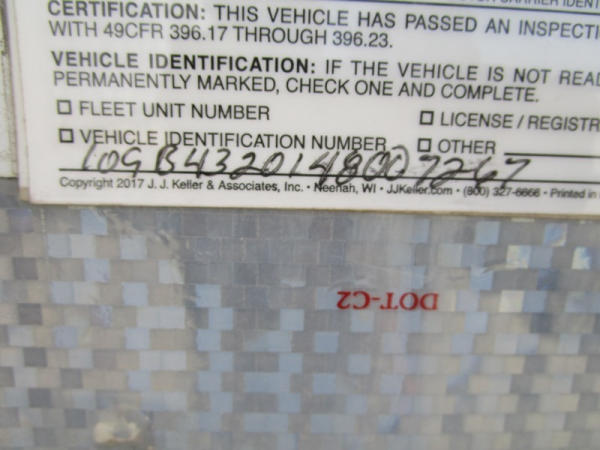 CERTIFICATION: THIS VEHICLE HAS PASSED AN INSPECTI
WITH 49CFR 396.17 THROUGH 396.23.
VEHICLE IDENTIFICATION: IF THE VEHICLE IS NOT READ
PERMANENTLY MARKED, CHECK ONE AND COMPLETE.
☐ FLEET UNIT NUMBER
☐ LICENSE / REGISTR
☐ VEHICLE IDENTIFICATION NUMBER ☐ OTHER
10GB4320148007267
Copyright 2017 J. J. Keller & Associates, Inc. • Neenah, WI • JJKeller.com • (800) 327-6868 • Printed in
DOT-C2